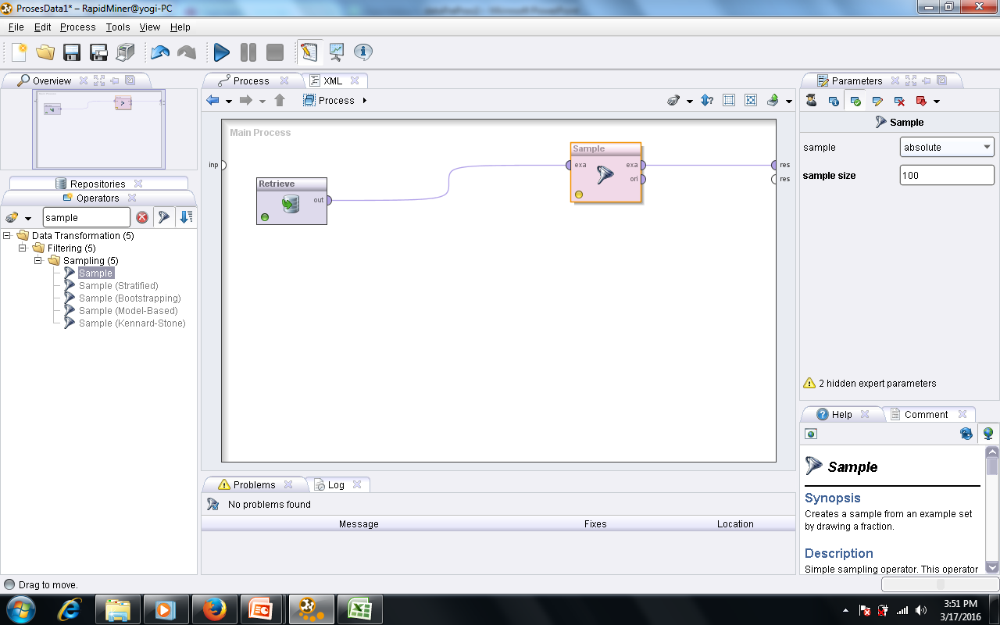 ProsesData1* – RapidMiner@yogi-PC
File Edit Process Tools View Help
Overview
Repositories
Operators
sample
Data Transformation (5)
Filtering (5)
Sampling (5)
Sample
Sample (Stratified)
Sample (Bootstrapping)
Sample (Model-Based)
Sample (Kennard-Stone)
Process XML
Process
Main Process
inp
Retrieve
out
Sample
exa exa
ori
res
res
Problems Log
No problems found
Message Fixes Location
Parameters
Sample
sample absolute
sample size 100
2 hidden expert parameters
Help Comment
Sample
Synopsis
Creates a sample from an example set
by drawing a fraction.
Description
Simple sampling operator. This operator
Drag to move.
3:51 PM
3/17/2016